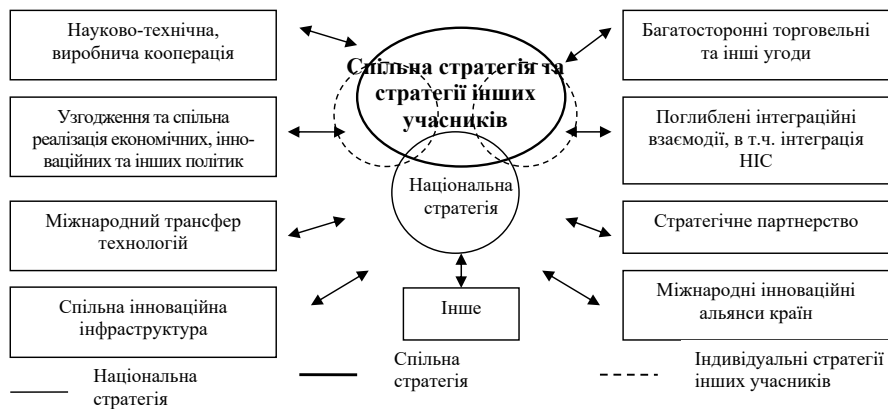 Науково-технічна,
виробнича кооперація
Узгодження та спільна
реалізація економічних, інно-
ваційних та інших політик
Міжнародний трансфер
технологій
Спільна інноваційна
інфраструктура
Спільна стратегія та
стратегії інших
учасників
Національна
стратегія
Інше
Багатосторонні торговельні
та інші угоди
Поглиблені інтеграційні
взаємодії, в т.ч. інтеграція
НІС
Стратегічне партнерство
Міжнародні інноваційні
альянси країн
Національна
стратегія
Спільна
стратегія
Індивідуальні стратегії
інших учасників